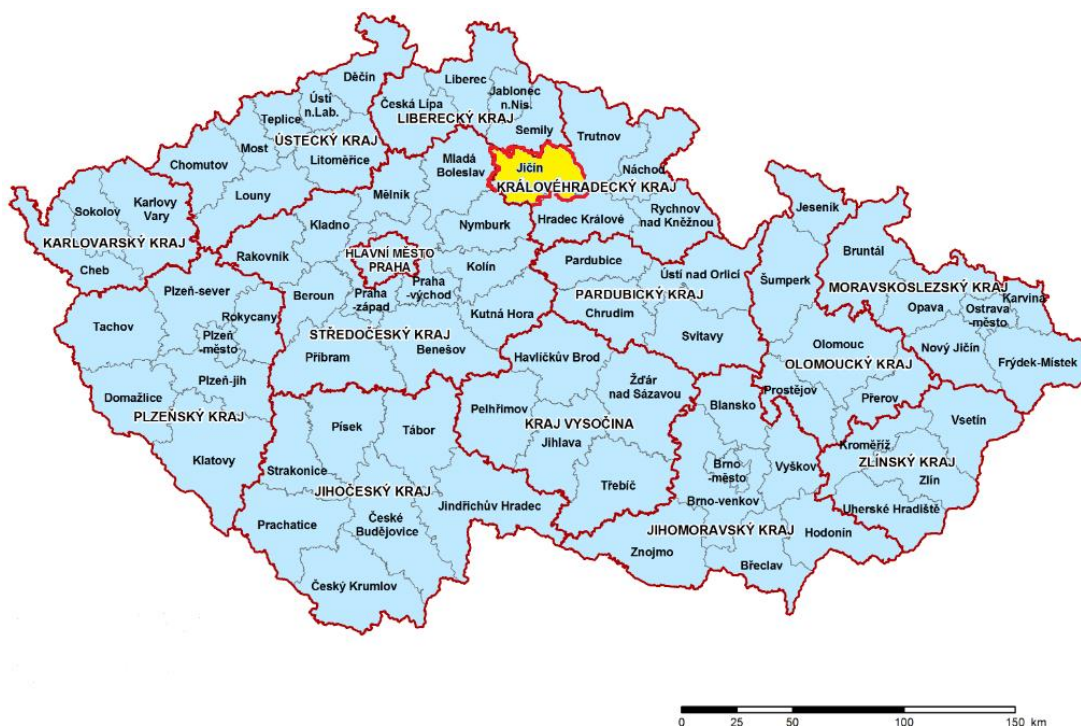 Děčín
Liberec
Ústí
n.Lab.
Česká Lípa
Jablonec
n.Nis.
Teplice
LIBERECKÝ KRAJ
Semily
Trutnov
ÚSTECKÝ KRAJ
Most
Litoměřice
Chomutov
Mladá
Boleslav
Jičín
Náchod
KRÁLOVÉHRADECKÝ KRAJ
Louny
Mělník
Karlovy
Vary
Sokolov
Jeseník
Kladno
Nymburk
Hradec Králové
Rychnov
nad Kněžnou
KARLOVARSKÝ KRAJ
Rakovník
HLAVNÍ MĚSTO
PRAHA
Bruntál
Cheb
Kolín
Pardubice
Ústí nad Orlicí
Šumperk
Plzeň-sever
Beroun
Praha
-západ
Praha
-východ
PARDUBICKÝ KRAJ
MORAVSKOSLEZSKÝ KRAJ
Karviná
Opava
Ostrava
-město
Rokycany
Kutná Hora
Chrudim
Tachov
Plzeň
-město
STŘEDOČESKÝ KRAJ
Svitavy
Olomouc
Nový Jičín
Příbram
Benešov
Havlíčkův Brod
OLOMOUCKÝ KRAJ
Frýdek-Místek
Plzeň-jih
Žďár
nad Sázavou
Domažlice
Prostějov
Přerov
PLZEŇSKÝ KRAJ
Pelhřimov
Blansko
Vsetín
Písek
Tábor
KRAJ VYSOČINA
Klatovy
Jihlava
Kroměříž
Strakonice
Brno
-město
Vyškov
ZLÍNSKÝ KRAJ
Třebíč
Zlín
JIHOČESKÝ KRAJ
Jindřichův Hradec
Brno-venkov
Uherské Hradiště
Prachatice
České
Budějovice
JIHOMORAVSKÝ KRAJ
Hodonín
Znojmo
Břeclav
Český Krumlov
0 25 50 100 150 km